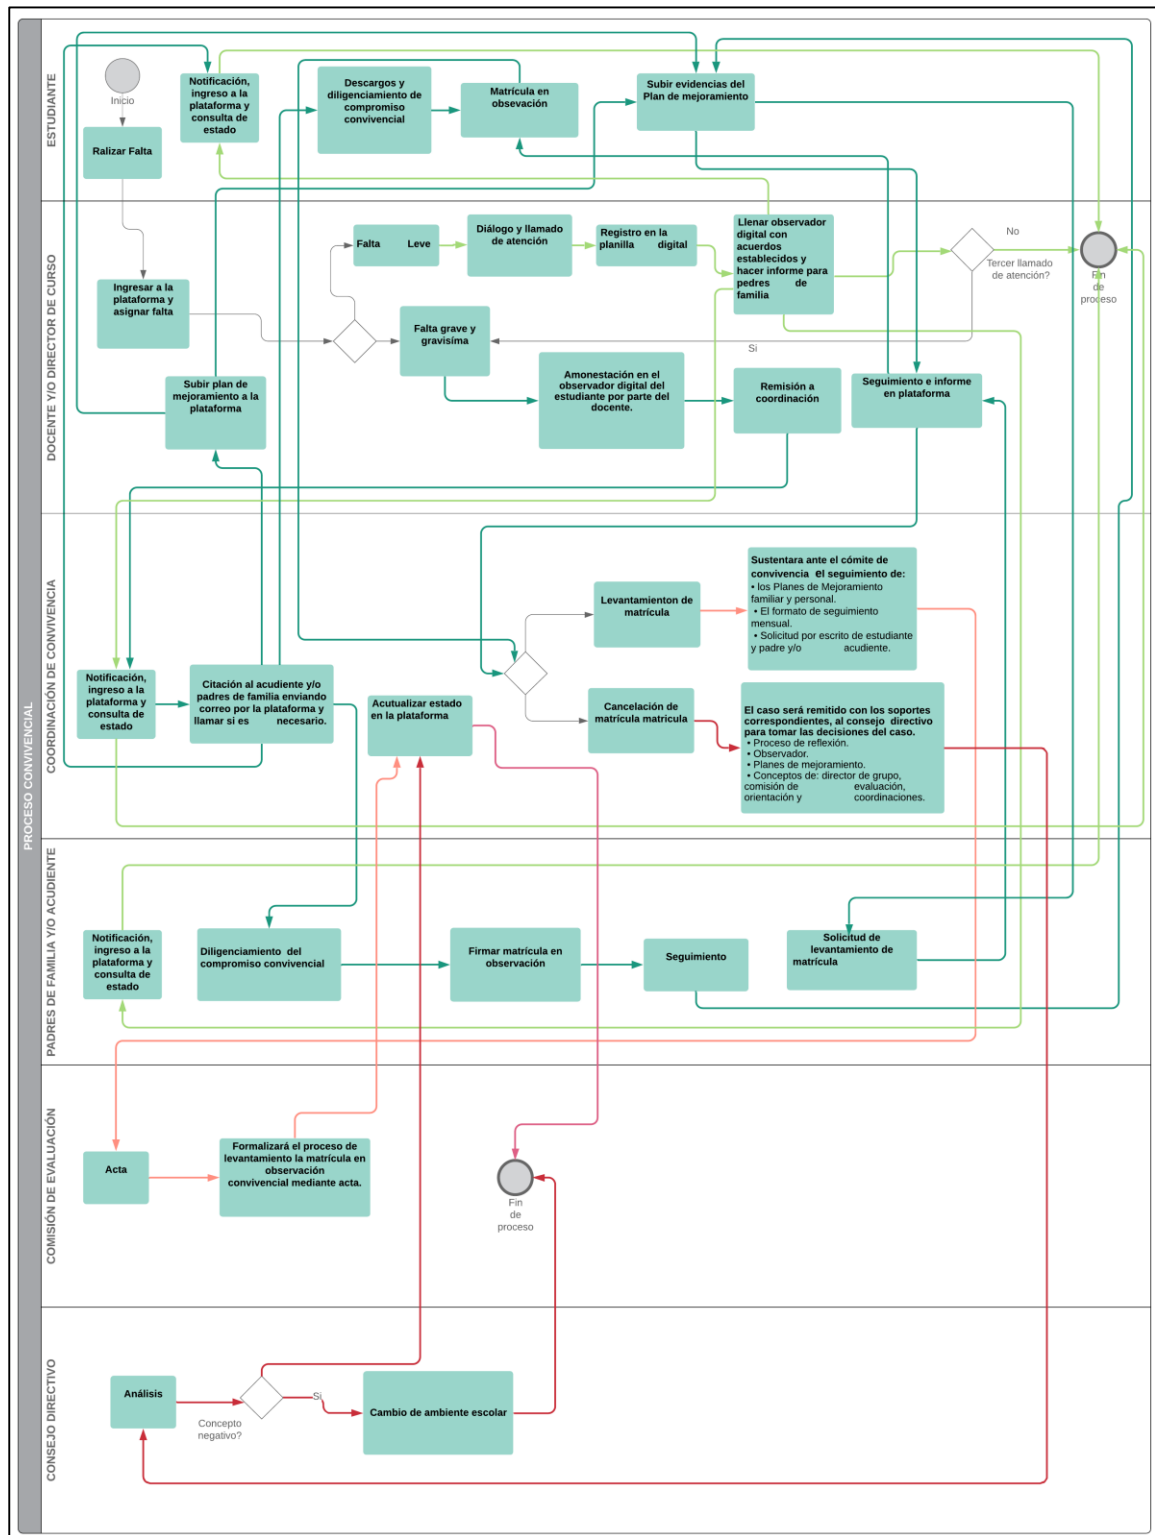 PROCESO CONVIVENCIAL
ESTUDIANTE
Inicio
Ralizar Falta
Notificación,
ingreso a la
plataforma y
consulta de
estado
Descargos y
diligenciamiento de
compromiso
convivencial
Matrícula en
obsevación
Subir evidencias del
Plan de mejoramiento
DOCENTE Y/O DIRECTOR DE CURSO
Ingresar a la
plataforma y
asignar falta
Falta Leve
Diálogo y llamado
de atención
Registro en la
planilla digital
Llenar observador
digital con
acuerdos
establecidos y
hacer informe para
pedres de
familia
No
Tercer llamado
de atención?
Si
Fin
de
proceso
Falta grave y
gravisíma
Subir plan de
mejoramiento a la
plataforma
Amonestación en el
observador digital del
estudiante por parte del
docente.
Remisión a
coordinación
Seguimiento e informe
en plataforma
COORDINACIÓN DE CONVIVENCIA
Notificación,
ingreso a la
plataforma y
consulta de
estado
Citación al acudiente y/o
padres de familia enviando
correo por la plataforma y
llamar si es necesario.
Acutualizar estado
en la plataforma
Levantamienton de
matrícula
Sustentara ante el cómite de
convivencia el seguimiento de:
• los Planes de Mejoramiento
familiar y personal.
• El formato de seguimiento
mensual.
• Solicitud por escrito de estudiante
y padre y/o acudiente.
Cancelación de
matrícula matricula
El caso será remitido con los soportes
correspondientes, al consejo directivo
para tomar las decisiones del caso.
• Proceso de reflexión.
• Observador.
• Planes de mejoramiento.
• Conceptos de: director de grupo,
comisión de evaluación,
orientación y coordinaciones.
PADRES DE FAMILIA Y/O ACUDIENTE
Notificación,
ingreso a la
plataforma y
consulta de
estado
Diligenciamiento del
compromiso convivencial
Firmar matrícula en
observación
Seguimiento
Solicitud de
levantamiento de
matrícula
COMISIÓN DE EVALUACIÓN
Acta
Formalizará el proceso de
levantamiento la matrícula en
observación
convivencial mediante acta.
Fin
de
proceso
CONSEJO DIRECTIVO
Análisis
Concepto
negativo?
Si
Cambio de ambiente escolar